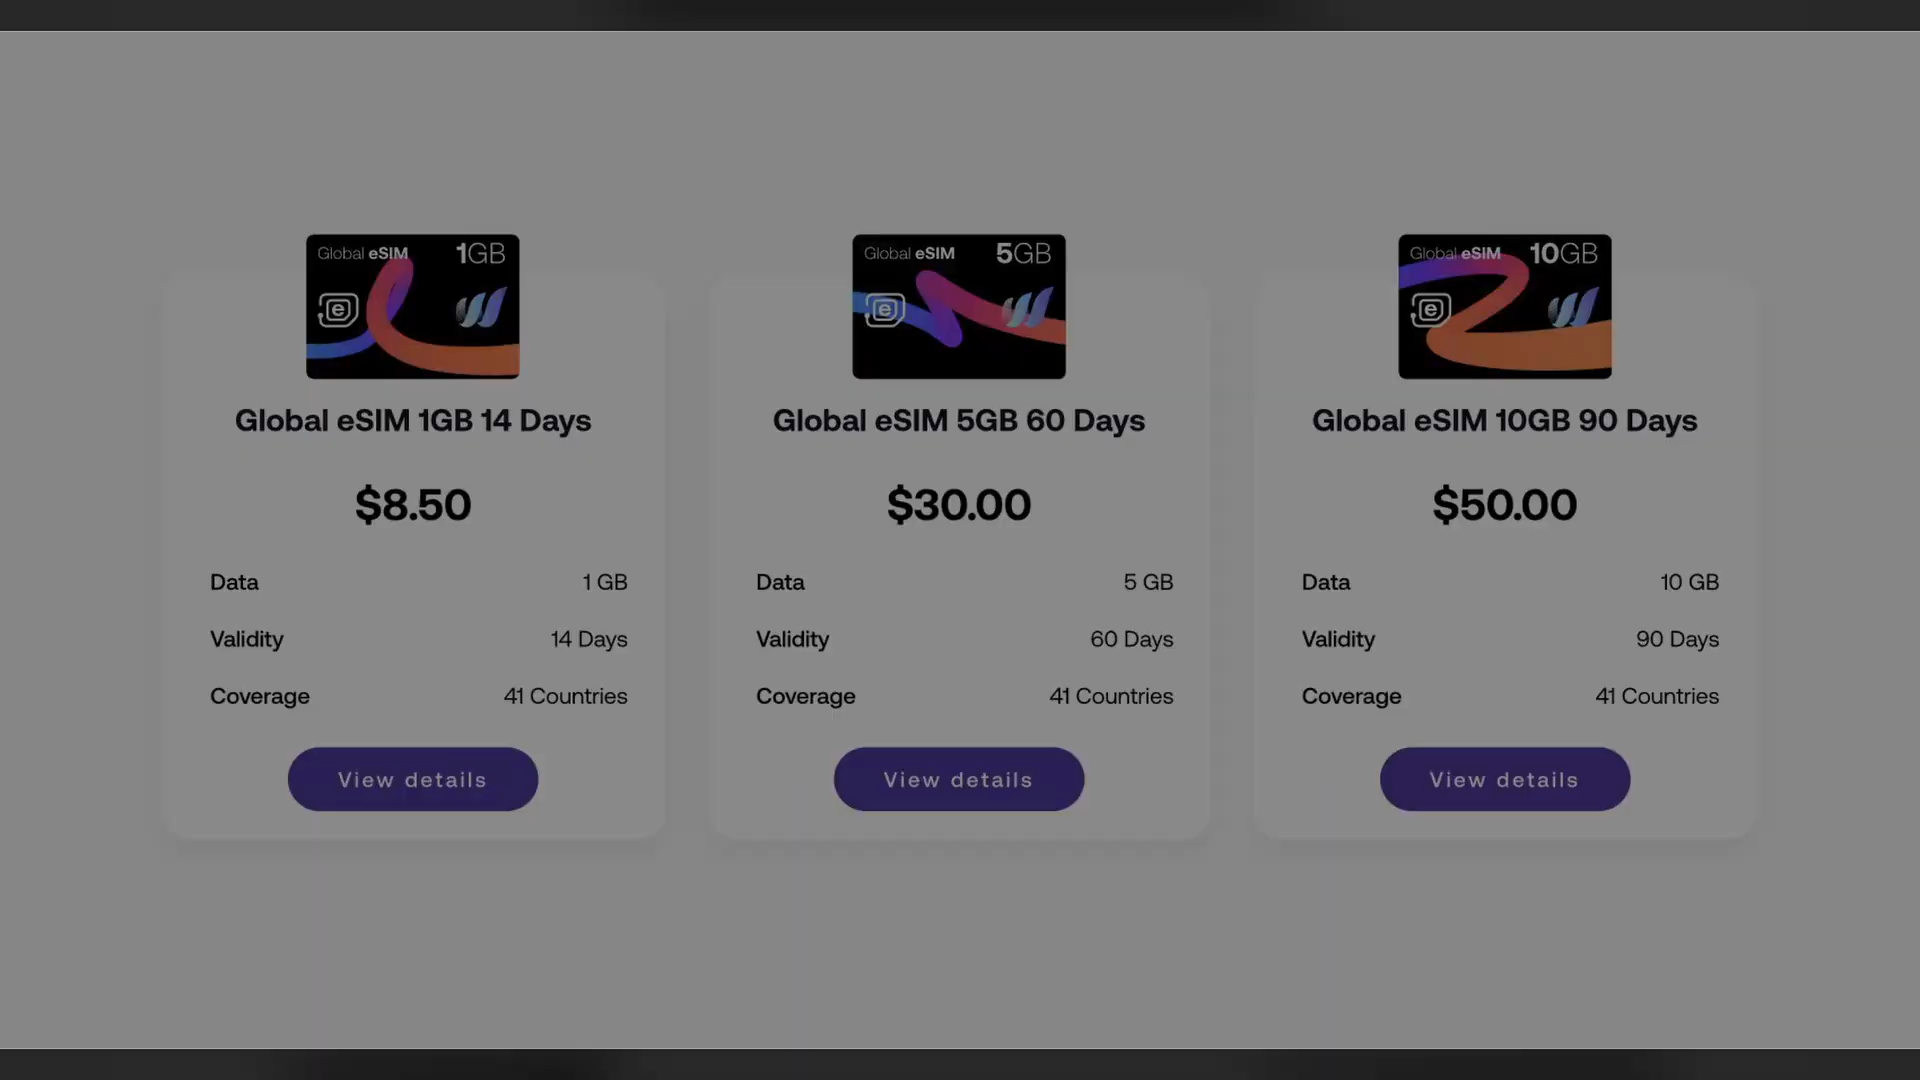 Global eSIM 1GB
e
Global eSIM 1GB 14 Days
$8.50
Data 1 GB
Validity 14 Days
Coverage 41 Countries
View details
Global eSIM 5GB
e
Global eSIM 5GB 60 Days
$30.00
Data 5 GB
Validity 60 Days
Coverage 41 Countries
View details
Global eSIM 10GB
e
Global eSIM 10GB 90 Days
$50.00
Data 10 GB
Validity 90 Days
Coverage 41 Countries
View details